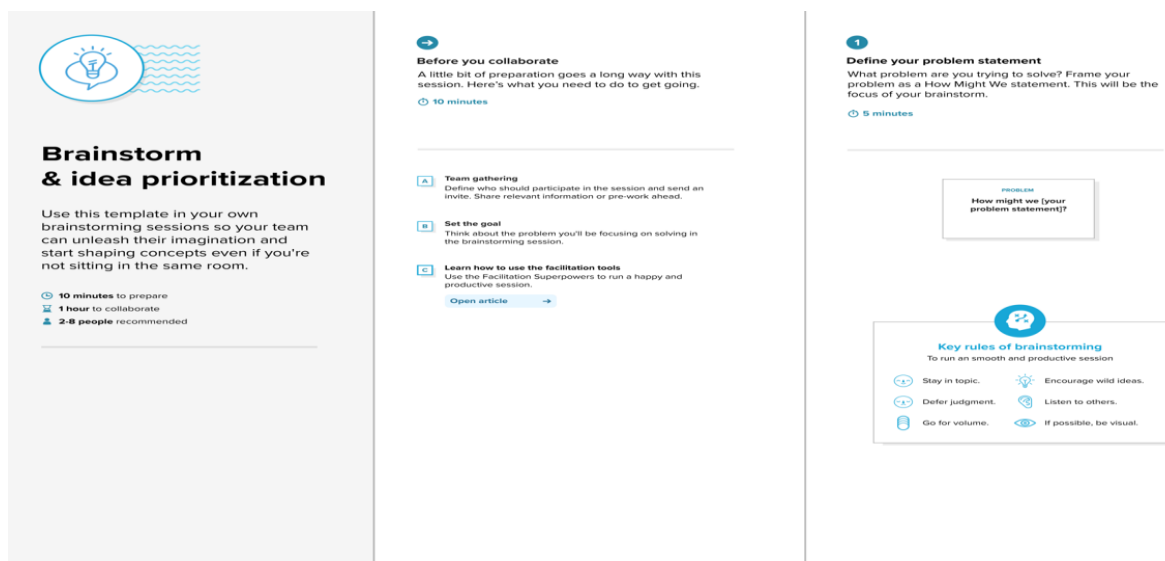 Brainstorm
& idea prioritization
Use this template in your own
brainstorming sessions so your team
can unleash their imagination and
start shaping concepts even if you're
not sitting in the same room.
10 minutes to prepare
1 hour to collaborate
2-8 people recommended
Before you collaborate
A little bit of preparation goes a long way with this
session. Here's what you need to do to get going.
10 minutes
A
Team gathering
Define who should participate in the session and send an
invite. Share relevant information or pre-work ahead.
B
Set the goal
Think about the problem you'll be focusing on solving in
the brainstorming session.
C
Learn how to use the facilitation tools
Use the Facilitation Superpowers to run a happy and
productive session.
Open article
1
Define your problem statement
What problem are you trying to solve? Frame your
problem as a How Might We statement. This will be the
focus of your brainstorm.
5 minutes
PROBLEM
How might we [your
problem statement]?
Key rules of brainstorming
To run an smooth and productive session
Stay in topic.
Encourage wild ideas.
Defer judgment.
Listen to others.
Go for volume.
If possible, be visual.